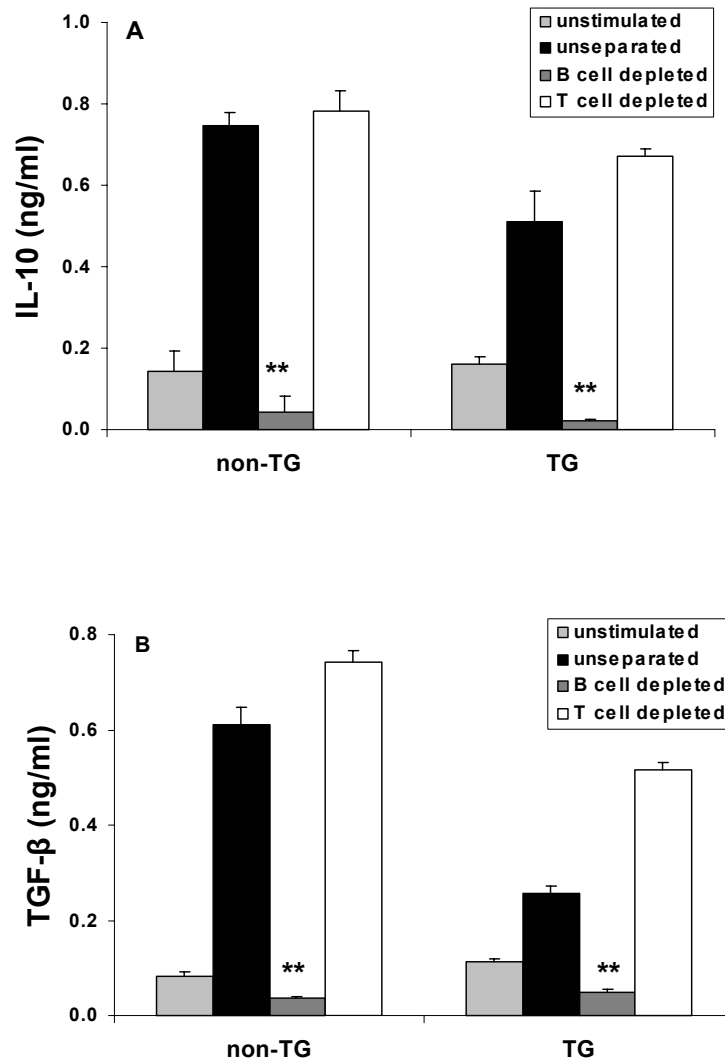 A
unstimulated
unseparated
B cell depleted
T cell depleted
IL-10 (ng/ml)
1.0
0.8
0.6
0.4
0.2
0.0
**
**
non-TG TG
B
unstimulated
unseparated
B cell depleted
T cell depleted
TGF-β (ng/ml)
0.8
0.6
0.4
0.2
0.0
**
**
non-TG TG